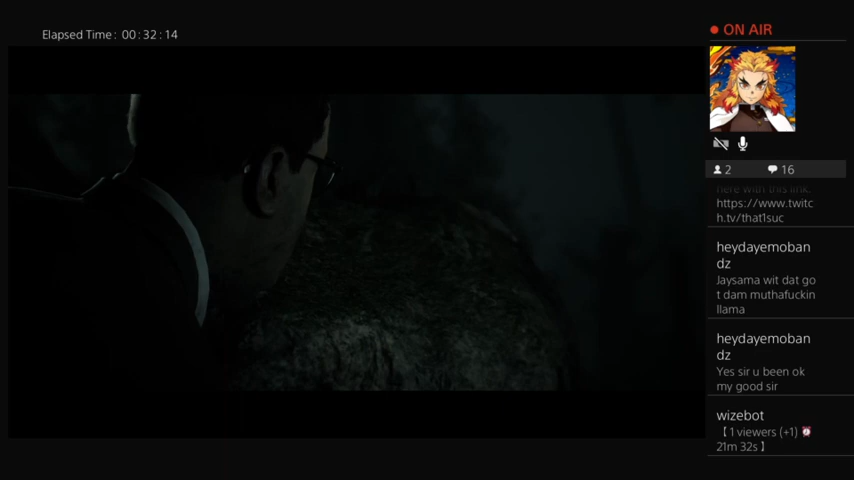 Elapsed Time: 00:32:14
ON AIR
2
16
here with this link.
https://www.twitc
h.tv/that1suc
heydayemoban
dz
Jaysama wit dat go
t dam muthafuckin
llama
heydayemoban
dz
Yes sir u been ok
my good sir
wizebot
【 1 viewers (+1) ⏰
21m 32s 】